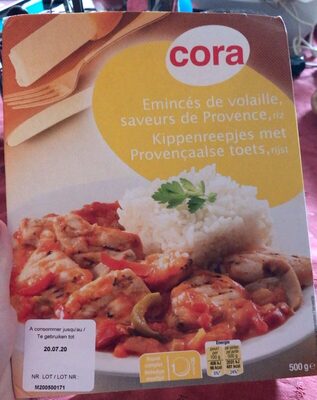 cora
Emincés de volaille,
saveurs de Provence, riz
Kippenreepjes met
Provençaalse toets, rijst
A consommer jusqu'au /
Te gebruiken tot
20.07.20
NR LOT / LOT NR :
M200500171
Energie
500 g